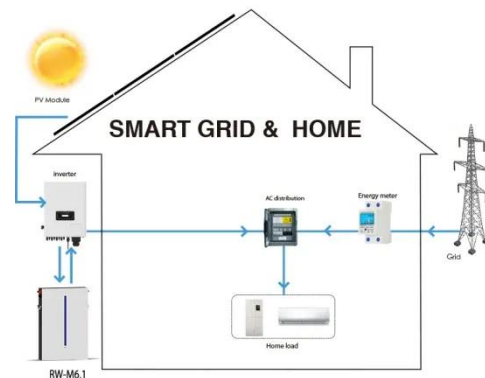 PV Module
SMART GRID & HOME
Inverter
AC distribution
Energy meter
Grid
Home load
RW-M6.1